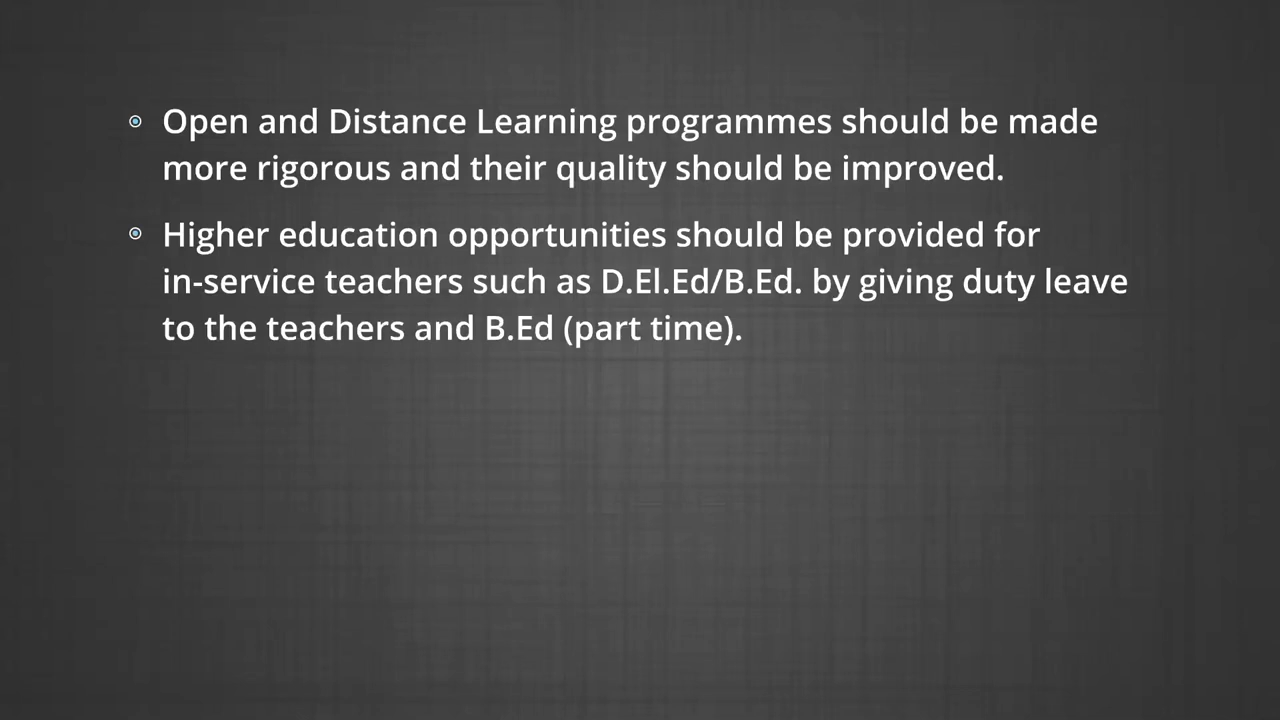 Open and Distance Learning programmes should be made
more rigorous and their quality should be improved.
Higher education opportunities should be provided for
in-service teachers such as D.El.Ed/B.Ed. by giving duty leave
to the teachers and B.Ed (part time).